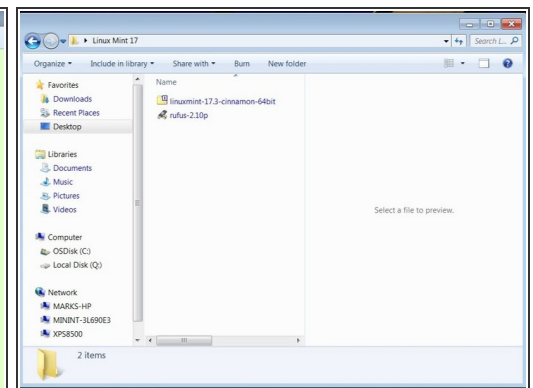 Linux Mint 17
Search L...
Organize
Include in library
Share with
Burn
New folder
Favorites
Downloads
Recent Places
Desktop
Libraries
Documents
Music
Pictures
Videos
Computer
OSDisk (C:)
Local Disk (Q:)
Network
MARKS-HP
MININT-3L690E3
XPS8500
Name
linuxmint-17.3-cinnamon-64bit
rufus-2.10p
Select a file to preview.
2 items